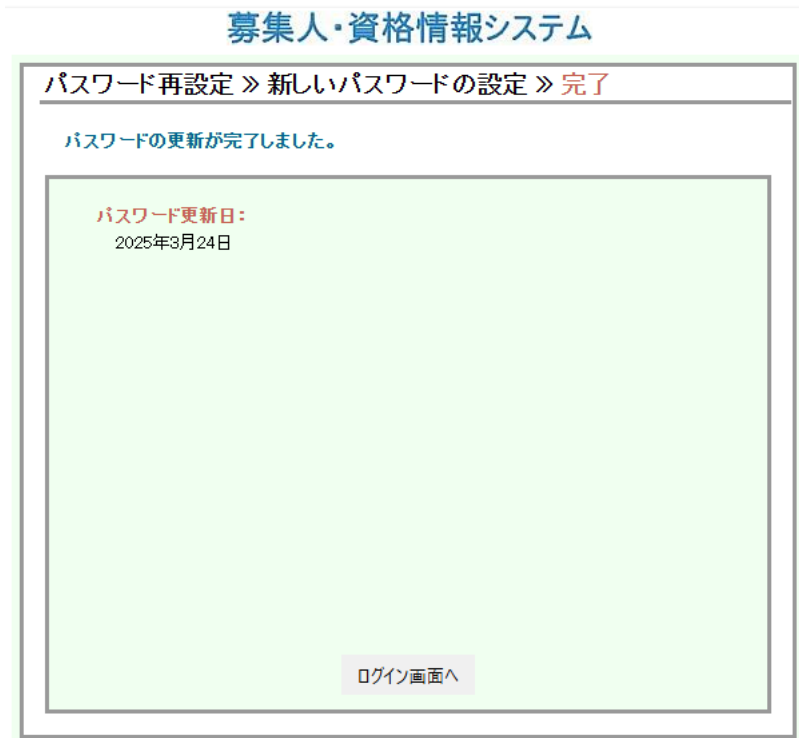 募集人・資格情報システム
パスワード再設定 ≫ 新しいパスワードの設定 ≫ 完了
パスワードの更新が完了しました。
パスワード更新日：
2025年3月24日
ログイン画面へ